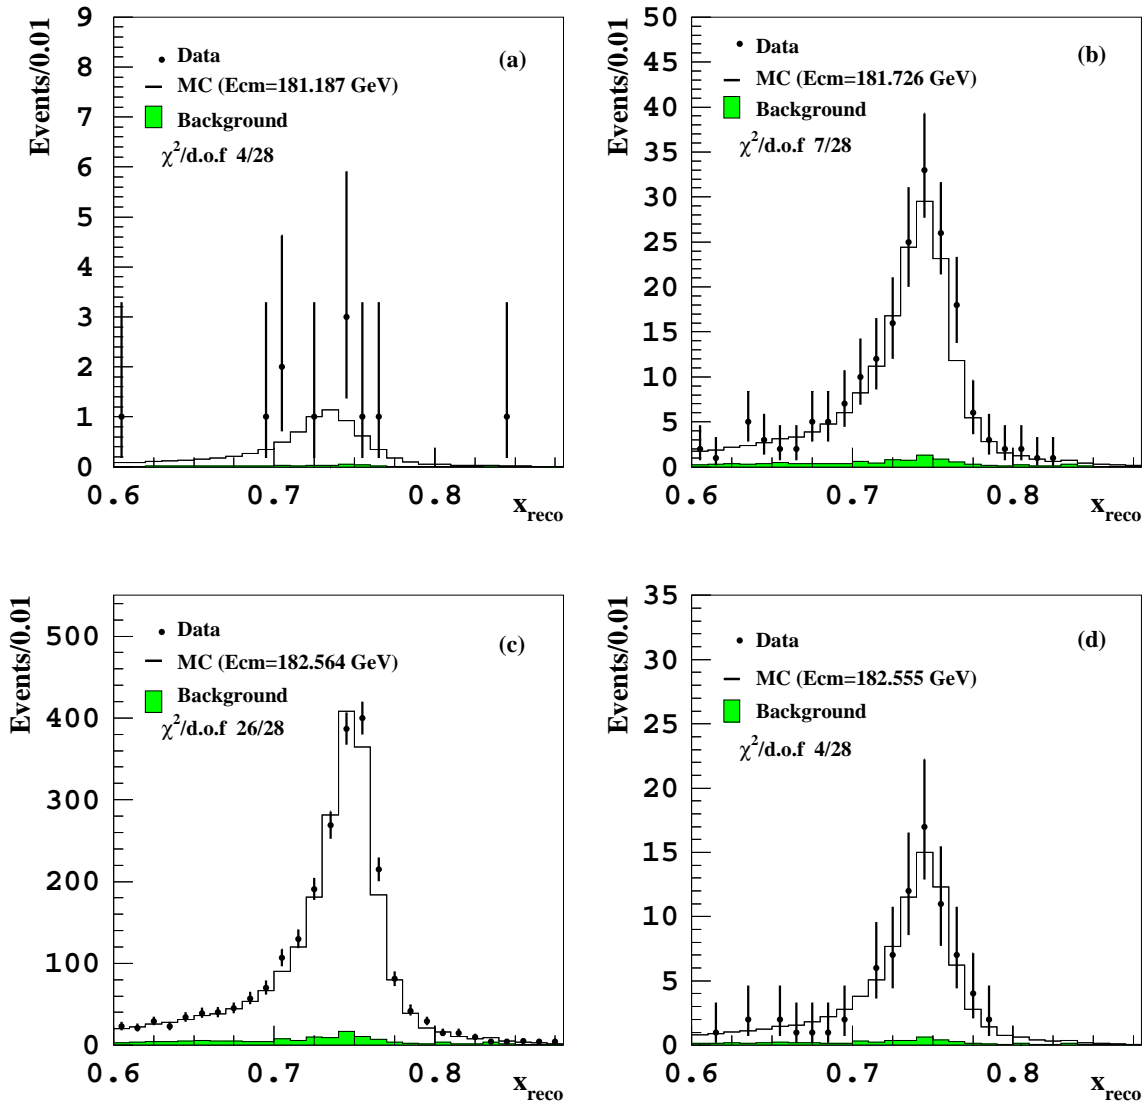 Events/0.01
9
8
7
6
5
4
3
2
1
0
Data
MC (Ecm=181.187 GeV)
Background
χ²/d.o.f 4/28
(a)
0.6 0.7 0.8
x_reco
Events/0.01
50
45
40
35
30
25
20
15
10
5
0
Data
MC (Ecm=181.726 GeV)
Background
χ²/d.o.f 7/28
(b)
0.6 0.7 0.8
x_reco
Events/0.01
500
400
300
200
100
0
Data
MC (Ecm=182.564 GeV)
Background
χ²/d.o.f 26/28
(c)
0.6 0.7 0.8
x_reco
Events/0.01
35
30
25
20
15
10
5
0
Data
MC (Ecm=182.555 GeV)
Background
χ²/d.o.f 4/28
(d)
0.6 0.7 0.8
x_reco